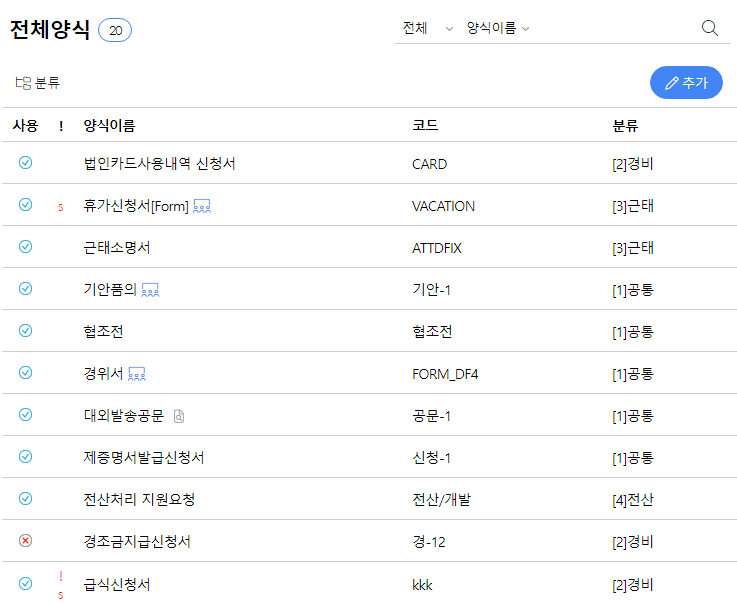 전체양식 20
전체 양식이름
분류
추가
사용 ! 양식이름 코드 분류
법인카드사용내역 신청서 CARD [2]경비
s 휴가신청서[Form] VACATION [3]근태
근태소명서 ATTDFIX [3]근태
기안품의 기안-1 [1]공통
협조전 협조전 [1]공통
경위서 FORM_DF4 [1]공통
대외발송공문 공문-1 [1]공통
제증명서발급신청서 신청-1 [1]공통
전산처리 지원요청 전산/개발 [4]전산
경조금지급신청서 경-12 [2]경비
! s 급식신청서 kkk [2]경비